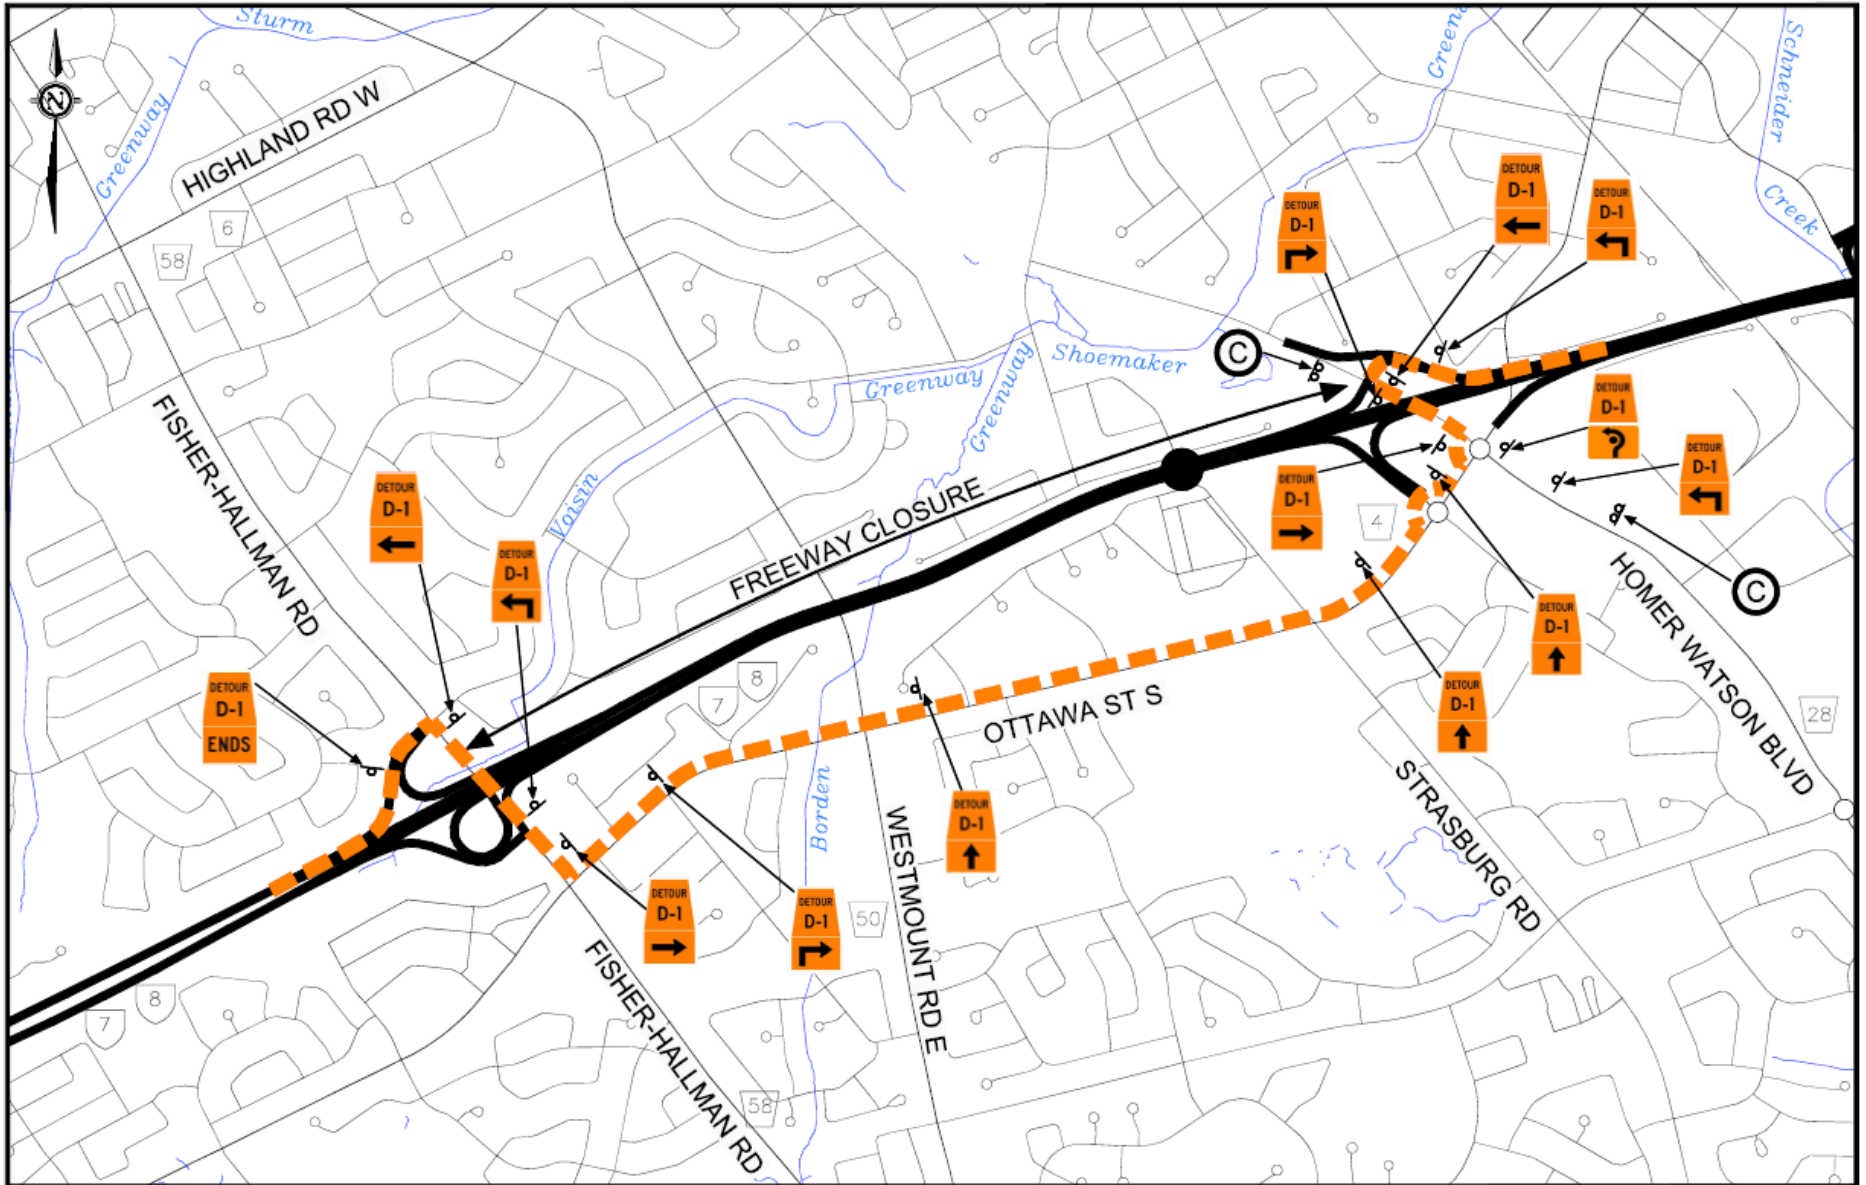 Sturm
Greenway
HIGHLAND RD W
6
58
Schneider
Creek
DETOUR
D-1
DETOUR
D-1
DETOUR
D-1
C
Shoemaker
Greenway
Greenway
FISHER-HALLMAN RD
Voisin
FREEWAY CLOSURE
DETOUR
D-1
DETOUR
D-1
DETOUR
D-1
DETOUR
D-1
DETOUR
D-1
4
C
HOMER WATSON BLVD
28
DETOUR
D-1
DETOUR
D-1
DETOUR
D-1
ENDS
7
8
OTTAWA ST S
STRASBURG RD
Borden
WESTMOUNT RD E
DETOUR
D-1
DETOUR
D-1
DETOUR
D-1
50
7
8
FISHER-HALLMAN RD
58